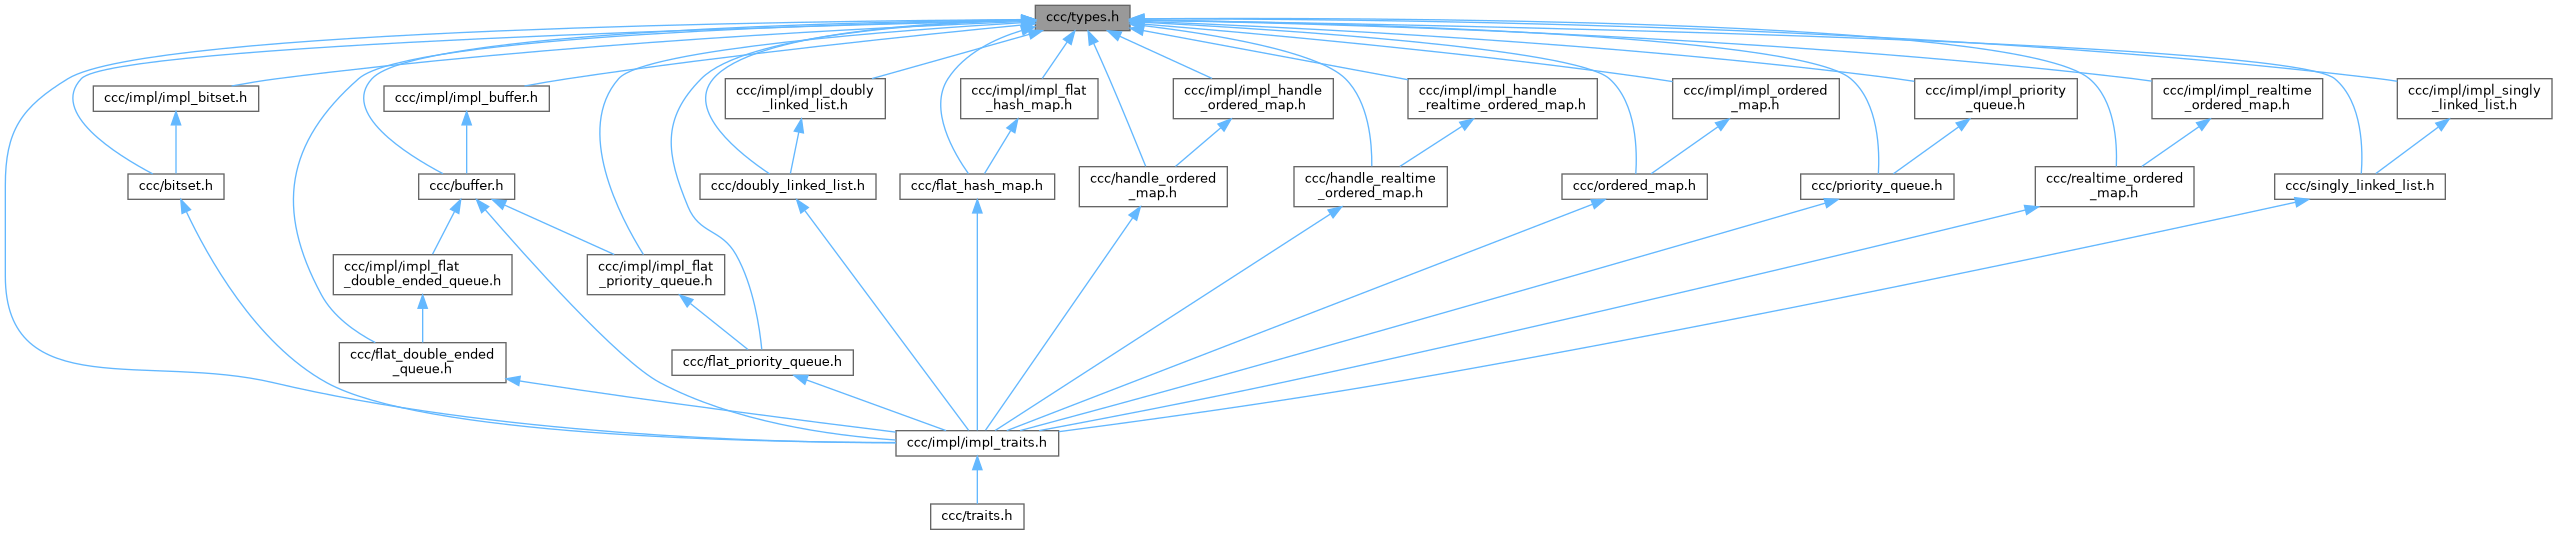 ccc/types.h
ccc/impl/impl_bitset.h
ccc/impl/impl_buffer.h
ccc/impl/impl_doubly
_linked_list.h
ccc/impl/impl_flat
_hash_map.h
ccc/impl/impl_handle
_ordered_map.h
ccc/impl/impl_handle
_realtime_ordered_map.h
ccc/impl/impl_ordered
_map.h
ccc/impl/impl_priority
_queue.h
ccc/impl/impl_realtime
_ordered_map.h
ccc/impl/impl_singly
_linked_list.h
ccc/bitset.h
ccc/buffer.h
ccc/doubly_linked_list.h
ccc/flat_hash_map.h
ccc/handle_ordered
_map.h
ccc/handle_realtime
_ordered_map.h
ccc/ordered_map.h
ccc/priority_queue.h
ccc/realtime_ordered
_map.h
ccc/singly_linked_list.h
ccc/impl/impl_flat
_double_ended_queue.h
ccc/impl/impl_flat
_priority_queue.h
ccc/flat_double_ended
_queue.h
ccc/flat_priority_queue.h
ccc/impl/impl_traits.h
ccc/traits.h